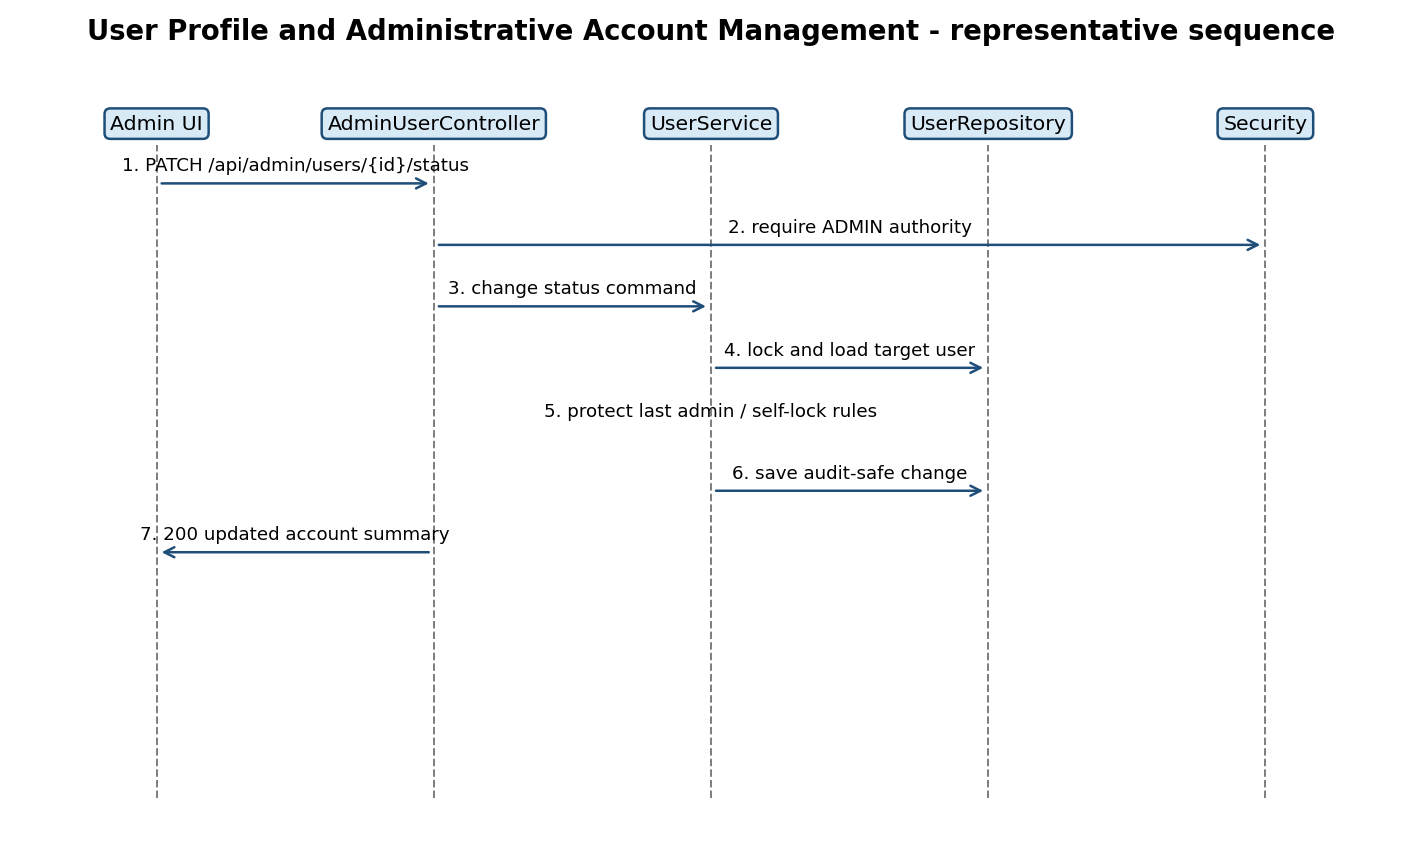 User Profile and Administrative Account Management - representative sequence
Admin UI
AdminUserController
UserService
UserRepository
Security
1. PATCH /api/admin/users/{id}/status
2. require ADMIN authority
3. change status command
4. lock and load target user
5. protect last admin / self-lock rules
6. save audit-safe change
7. 200 updated account summary